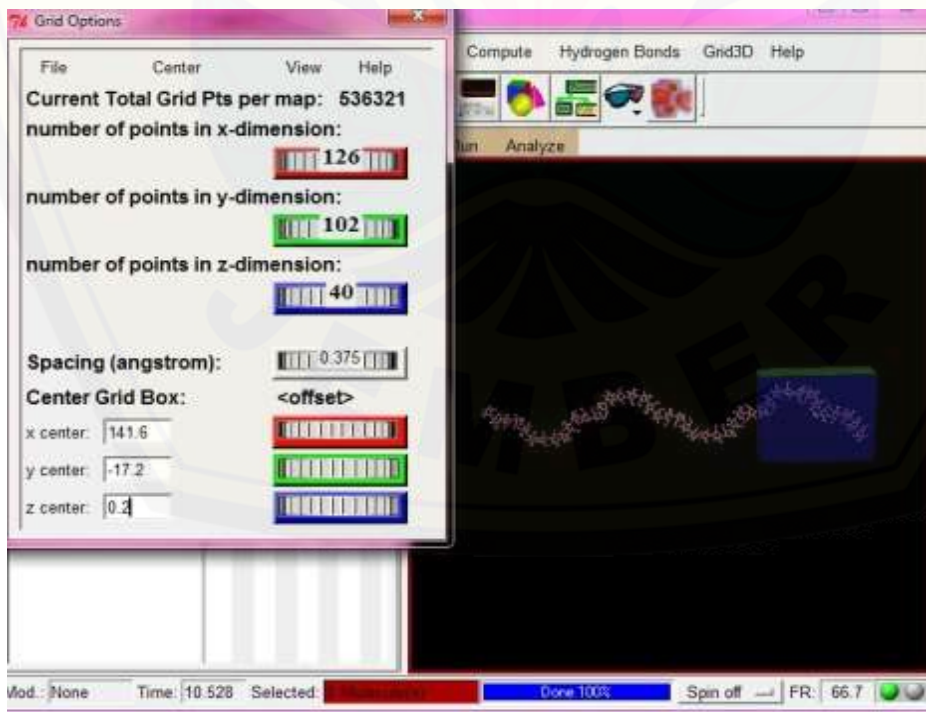 Grid Options
File Center View Help
Current Total Grid Pts per map: 536321
number of points in x-dimension:
126
number of points in y-dimension:
102
number of points in z-dimension:
40
Spacing (angstrom): 0.375
Center Grid Box: <offset>
x center: 141.6
y center: -17.2
z center: 0.2
Compute Hydrogen Bonds Grid3D Help
Analyze
Mod.: None Time: 10.528 Selected: Done 100% Spin off FR: 66.7
EMBER